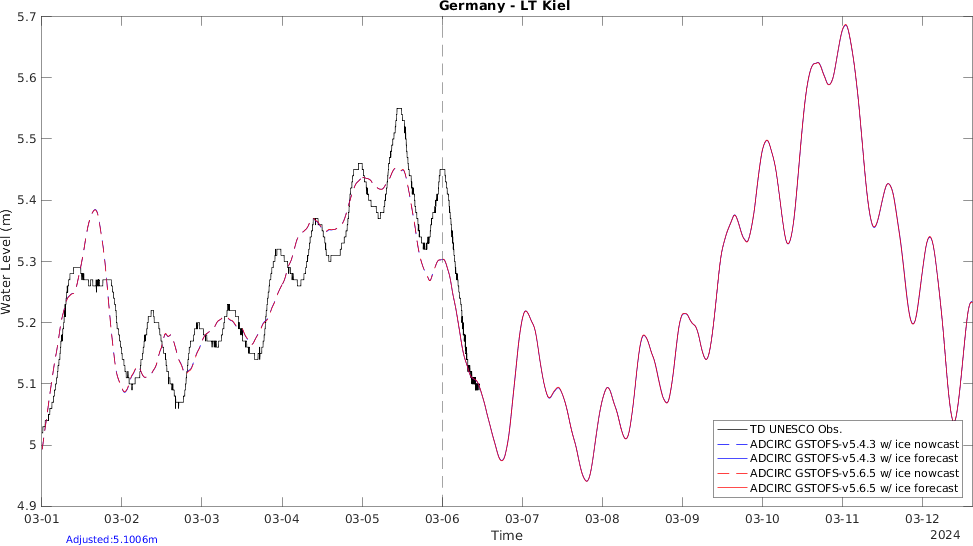 Germany - LT Kiel
Water Level (m)
5.7
5.6
5.5
5.4
5.3
5.2
5.1
5
4.9
TD UNESCO Obs.
ADCIRC GSTOFS-v5.4.3 w/ ice nowcast
ADCIRC GSTOFS-v5.4.3 w/ ice forecast
ADCIRC GSTOFS-v5.6.5 w/ ice nowcast
ADCIRC GSTOFS-v5.6.5 w/ ice forecast
03-01 03-02 03-03 03-04 03-05 03-06 03-07 03-08 03-09 03-10 03-11 03-12
Time 2024
Adjusted:5.1006m